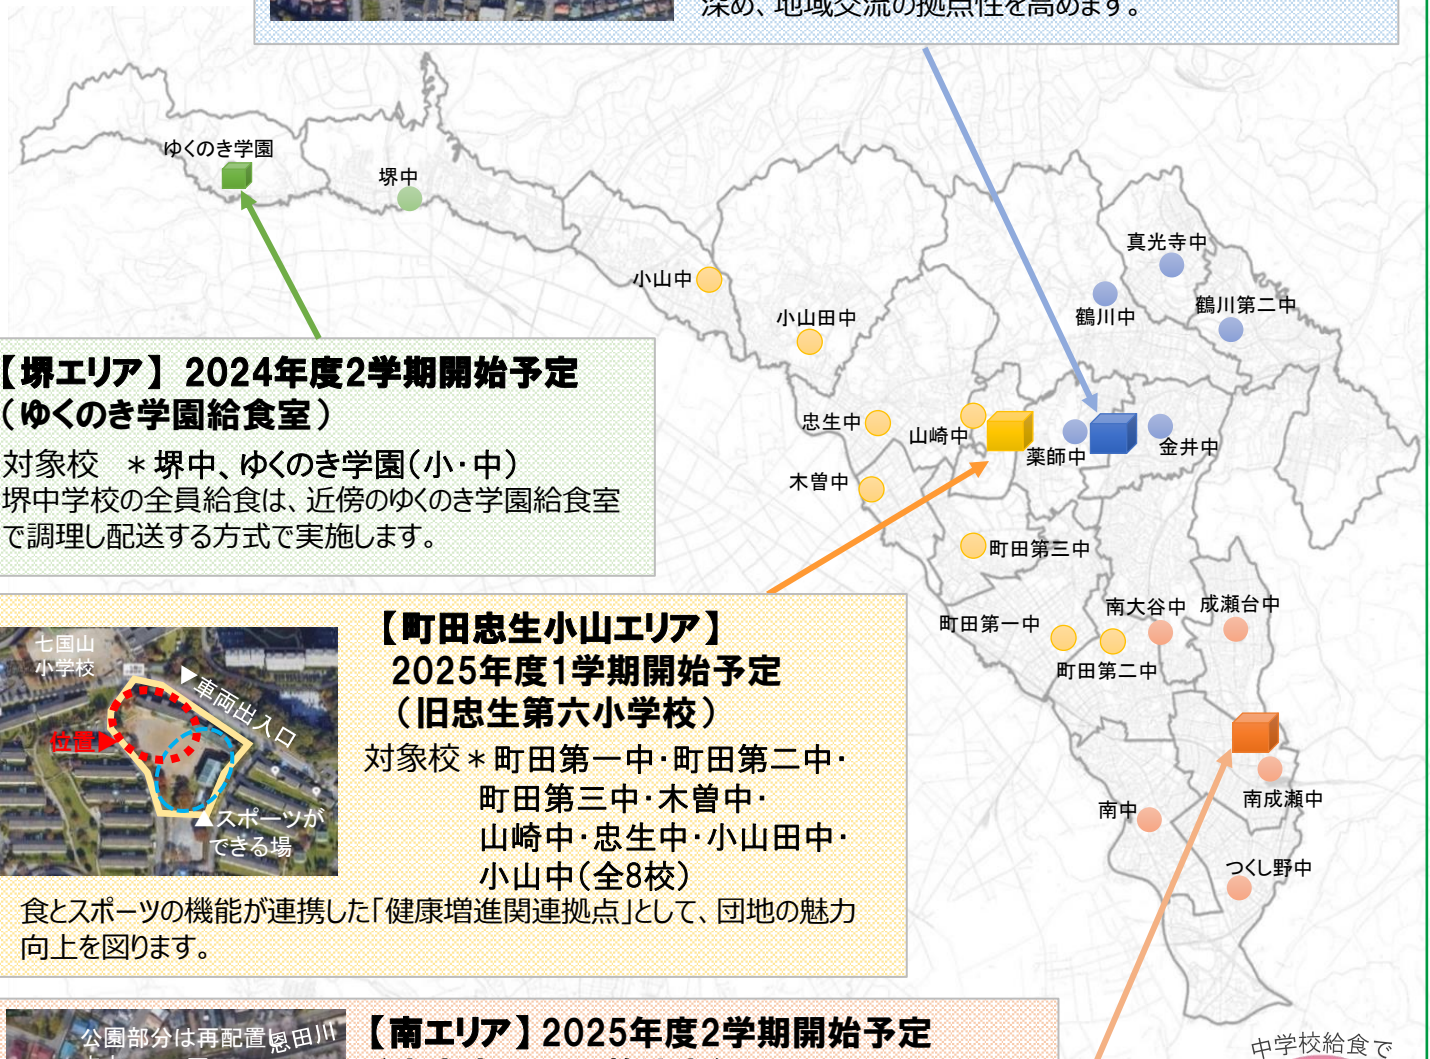 深め、地域交流の拠点性を高めます。
ゆくのき学園
堺中
小山中
小山田中
真光寺中
鶴川中
鶴川第二中
忠生中
山崎中
薬師中
金井中
木曽中
町田第三中
町田第一中
町田第二中
南大谷中
成瀬台中
南成瀬中
南中
つくし野中
【堺エリア】 2024年度2学期開始予定
(ゆくのき学園給食室)
対象校 *堺中、ゆくのき学園(小・中)
堺中学校の全員給食は、近傍のゆくのき学園給食室
で調理し配送する方式で実施します。
七国山
小学校
▶車両出入口
位置▶
▲スポーツが
できる場
【町田忠生小山エリア】
2025年度1学期開始予定
(旧忠生第六小学校)
対象校*町田第一中・町田第二中・
町田第三中・木曽中・
山崎中・忠生中・小山田中・
小山中(全8校)
食とスポーツの機能が連携した「健康増進関連拠点」として、団地の魅力
向上を図ります。
公園部分は再配置し
恩田川
【南エリア】2025年度2学期開始予定
中学校給食で